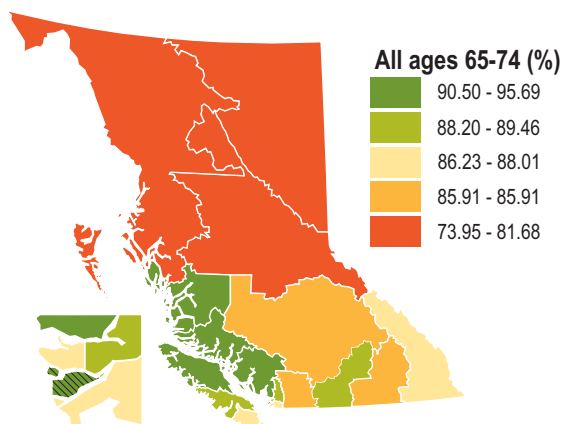 All ages 65-74 (%)
90.50 - 95.69
88.20 - 89.46
86.23 - 88.01
85.91 - 85.91
73.95 - 81.68